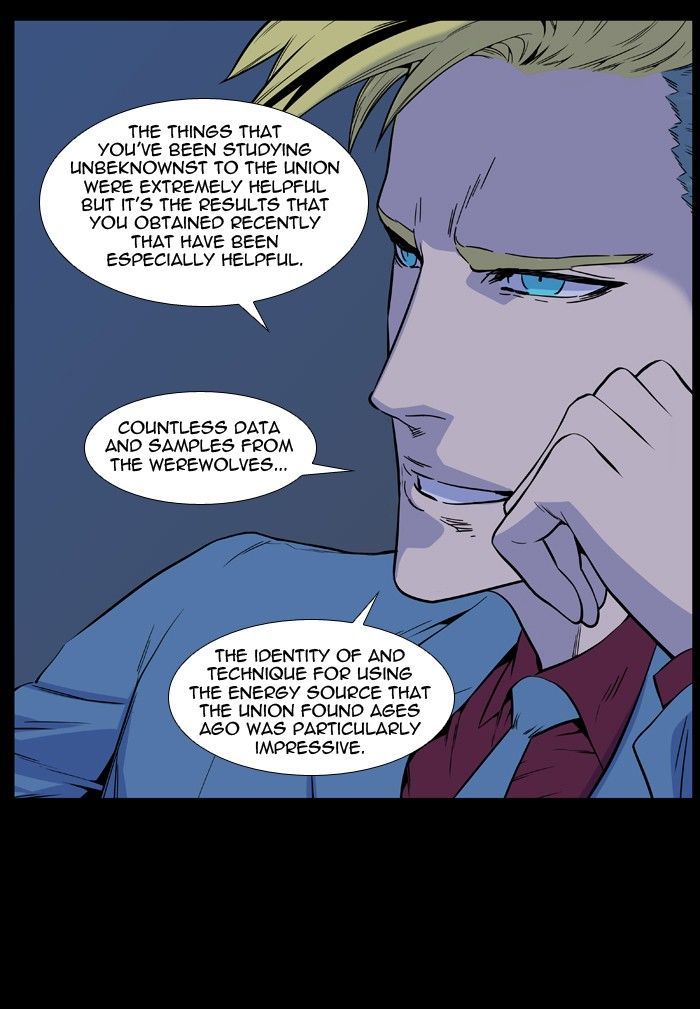 THE THINGS THAT
YOU'VE BEEN STUDYING
UNBEKNOWNST TO THE UNION
WERE EXTREMELY HELPFUL
BUT IT'S THE RESULTS THAT
YOU OBTAINED RECENTLY
THAT HAVE BEEN
ESPECIALLY HELPFUL.
COUNTLESS DATA
AND SAMPLES FROM
THE WEREWOLVES...
THE IDENTITY OF AND
TECHNIQUE FOR USING
THE ENERGY SOURCE THAT
THE UNION FOUND AGES
AGO WAS PARTICULARLY
IMPRESSIVE.